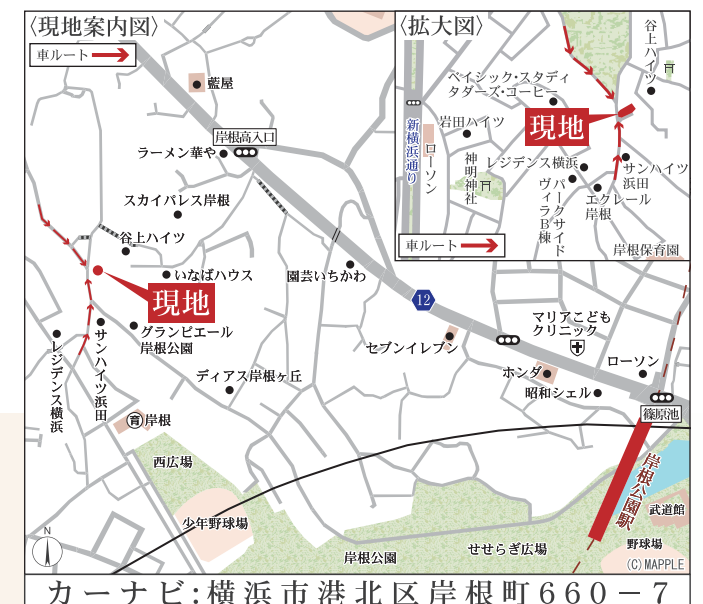 〈現地案内図〉
車ルート
藍屋
岸根高入口
ラーメン華や
スカイパレス岸根
谷上ハイツ
いなばハウス
園芸いちかわ
現地
グランピエール
岸根公園
サンハイツ浜田
レジデンス横浜
ディアス岸根ヶ丘
育 岸根
西広場
少年野球場
岸根公園
せせらぎ広場
12
セブンイレブン
マリアこども
クリニック
ホンダ
昭和シェル
ローソン
篠原池
岸根公園駅
武道館
野球場
(C)MAPPLE
N
〈拡大図〉
谷上ハイツ
ベイシック・スタディ
タダーズ・コーヒー
現地
岩田ハイツ
新横浜通り
ローソン
神明神社
レジデンス横浜
パークサイド
ヴィラB棟
サンハイツ
浜田
エクレール
岸根
岸根保育園
車ルート
カーナビ:横浜市港北区岸根町660−7